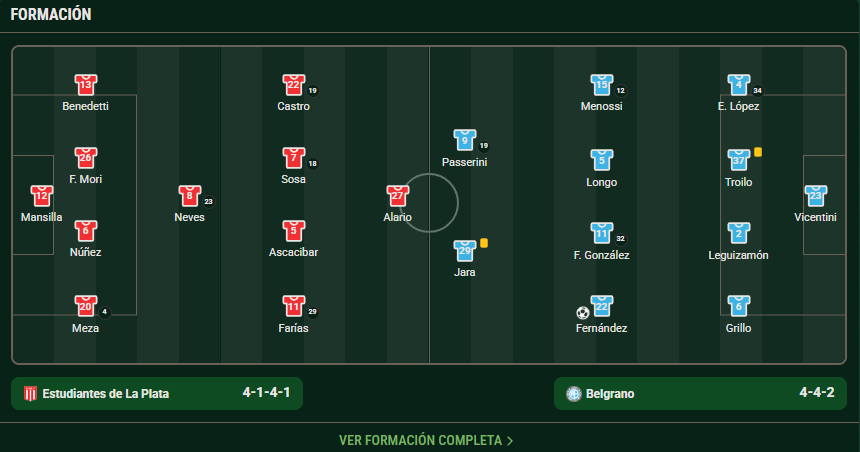 FORMACIÓN
13
Benedetti
22
19
Castro
15
12
Menossi
4
34
E. López
9
19
Passerini
26
F. Mori
7
18
Sosa
5
Longo
37
Troilo
12
Mansilla
8
23
Neves
27
Alario
23
Vicentini
6
Núñez
5
Ascacibar
11
32
F. González
2
Leguizamón
29
Jara
20
4
Meza
11
29
Farías
22
Fernández
6
Grillo
Estudiantes de La Plata 4-1-4-1
Belgrano 4-4-2
VER FORMACIÓN COMPLETA >